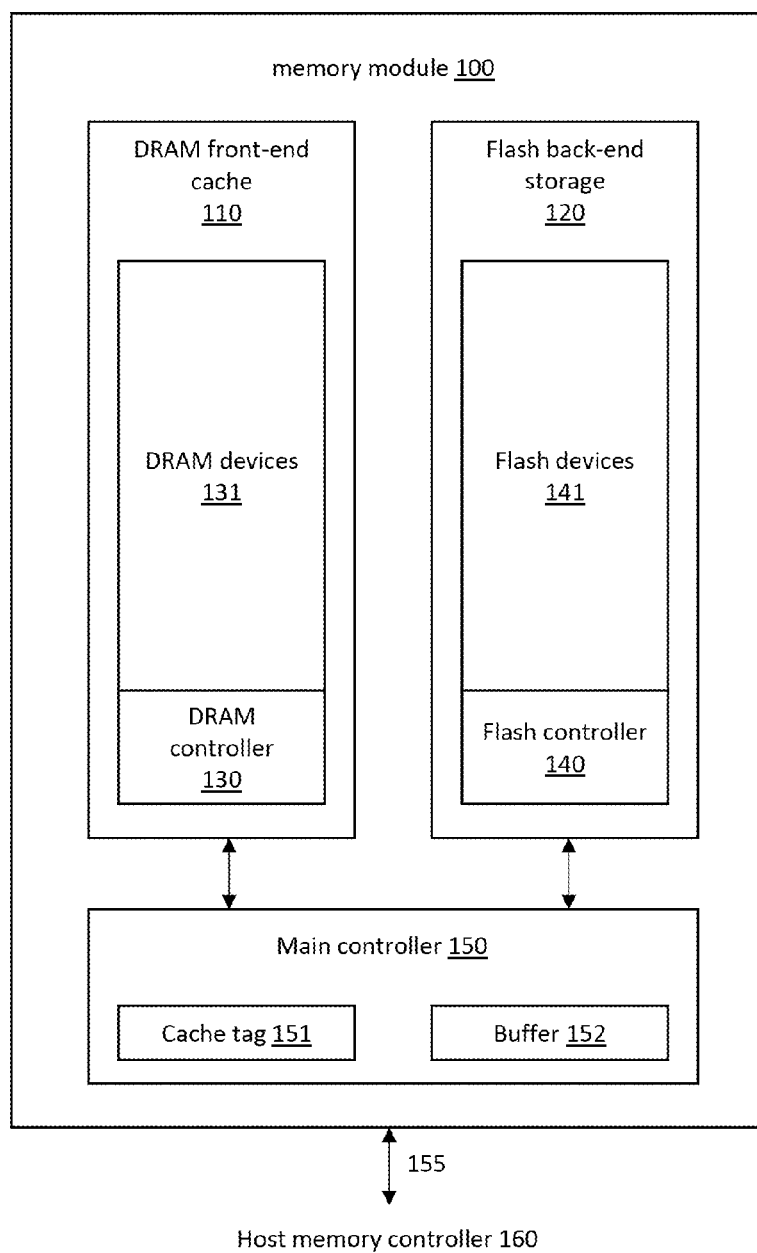 memory module 100
DRAM front-end
cache
110
Flash back-end
storage
120
DRAM devices
131
Flash devices
141
DRAM
controller
130
Flash controller
140
Main controller 150
Cache tag 151
Buffer 152
155
Host memory controller 160